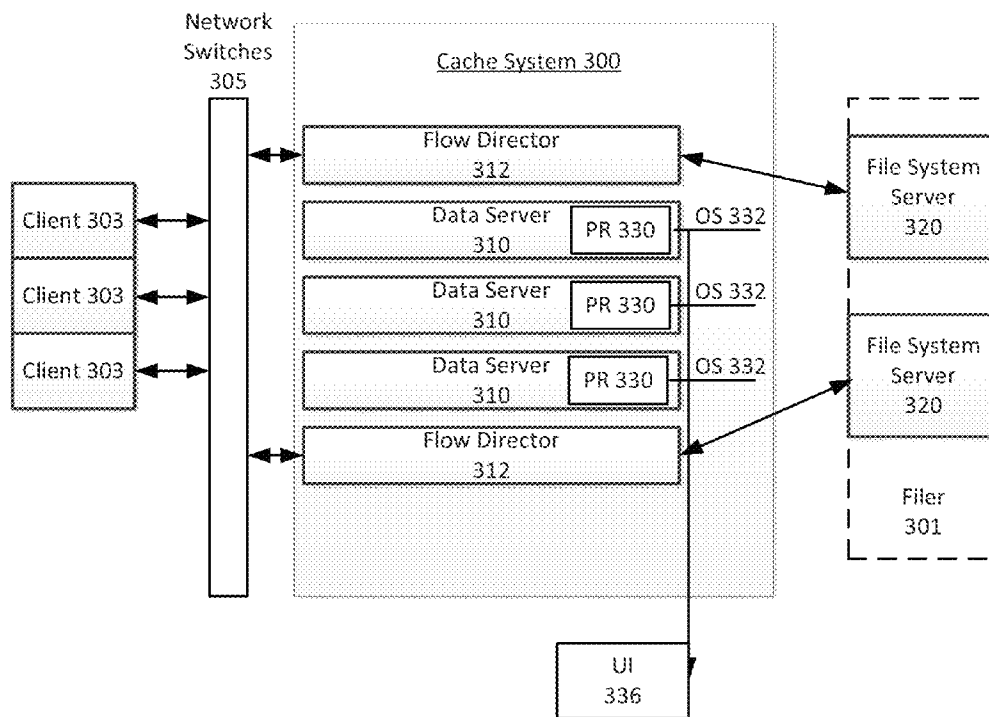 Network
Switches
305
Cache System 300
Flow Director
312
Data Server
310
PR 330
OS 332
Data Server
310
PR 330
OS 332
Data Server
310
PR 330
OS 332
Flow Director
312
Client 303
Client 303
Client 303
File System
Server
320
File System
Server
320
Filer
301
UI
336